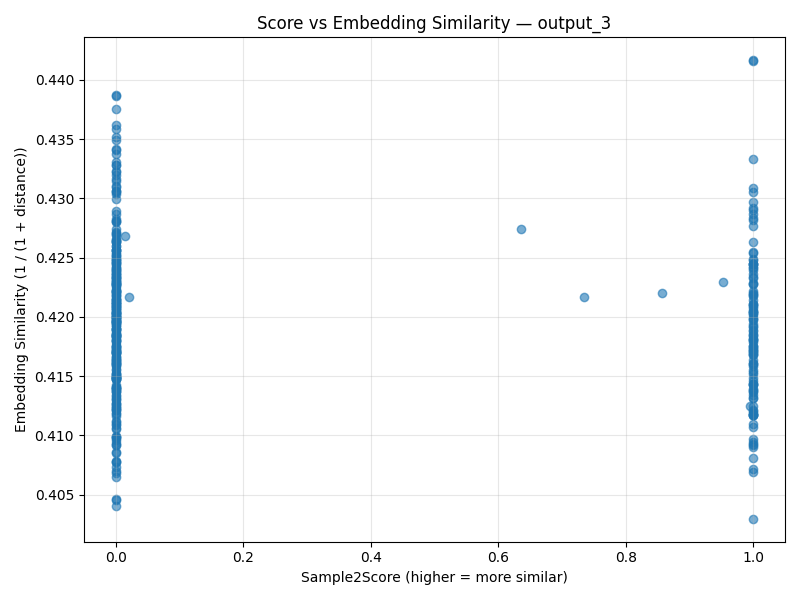 Score vs Embedding Similarity — output_3
Embedding Similarity (1 / (1 + distance))
0.440
0.435
0.430
0.425
0.420
0.415
0.410
0.405
0.0 0.2 0.4 0.6 0.8 1.0
Sample2Score (higher = more similar)